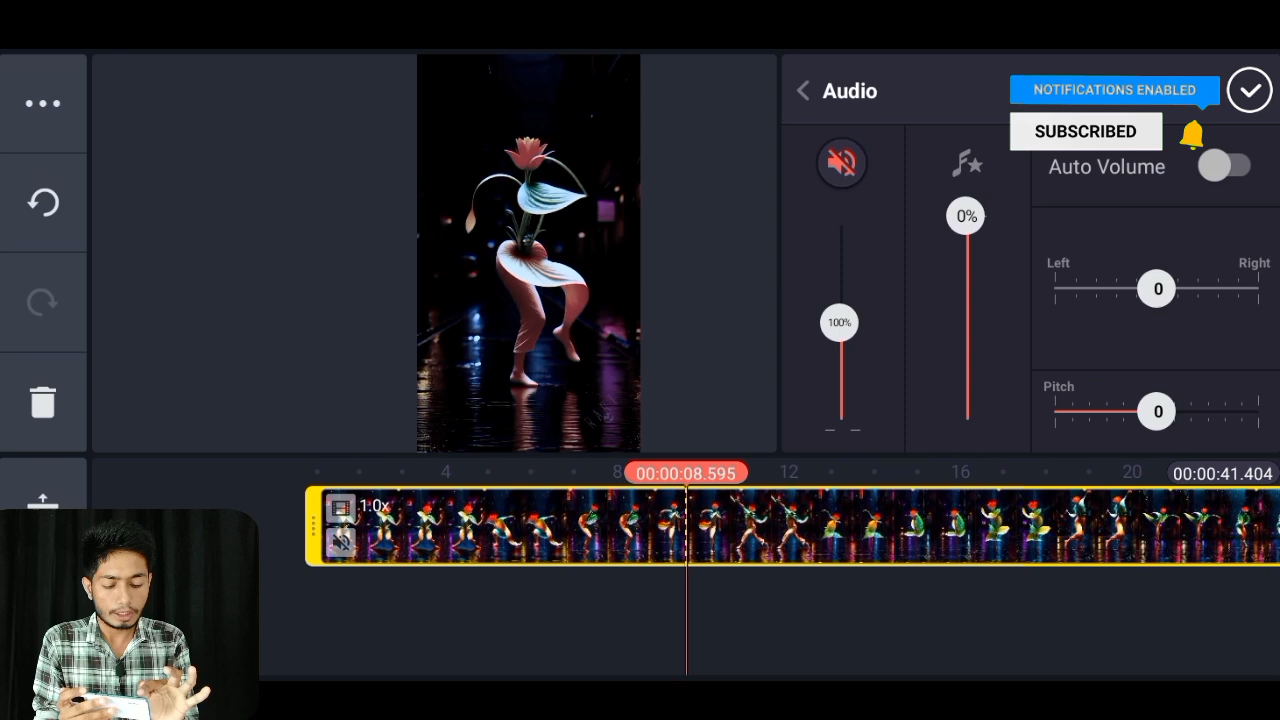 Audio
NOTIFICATIONS ENABLED
SUBSCRIBED
Auto Volume
0%
100%
Left
Right
0
Pitch
0
4
8
00:00:08.595
12
16
20
00:00:41.404
1.0x